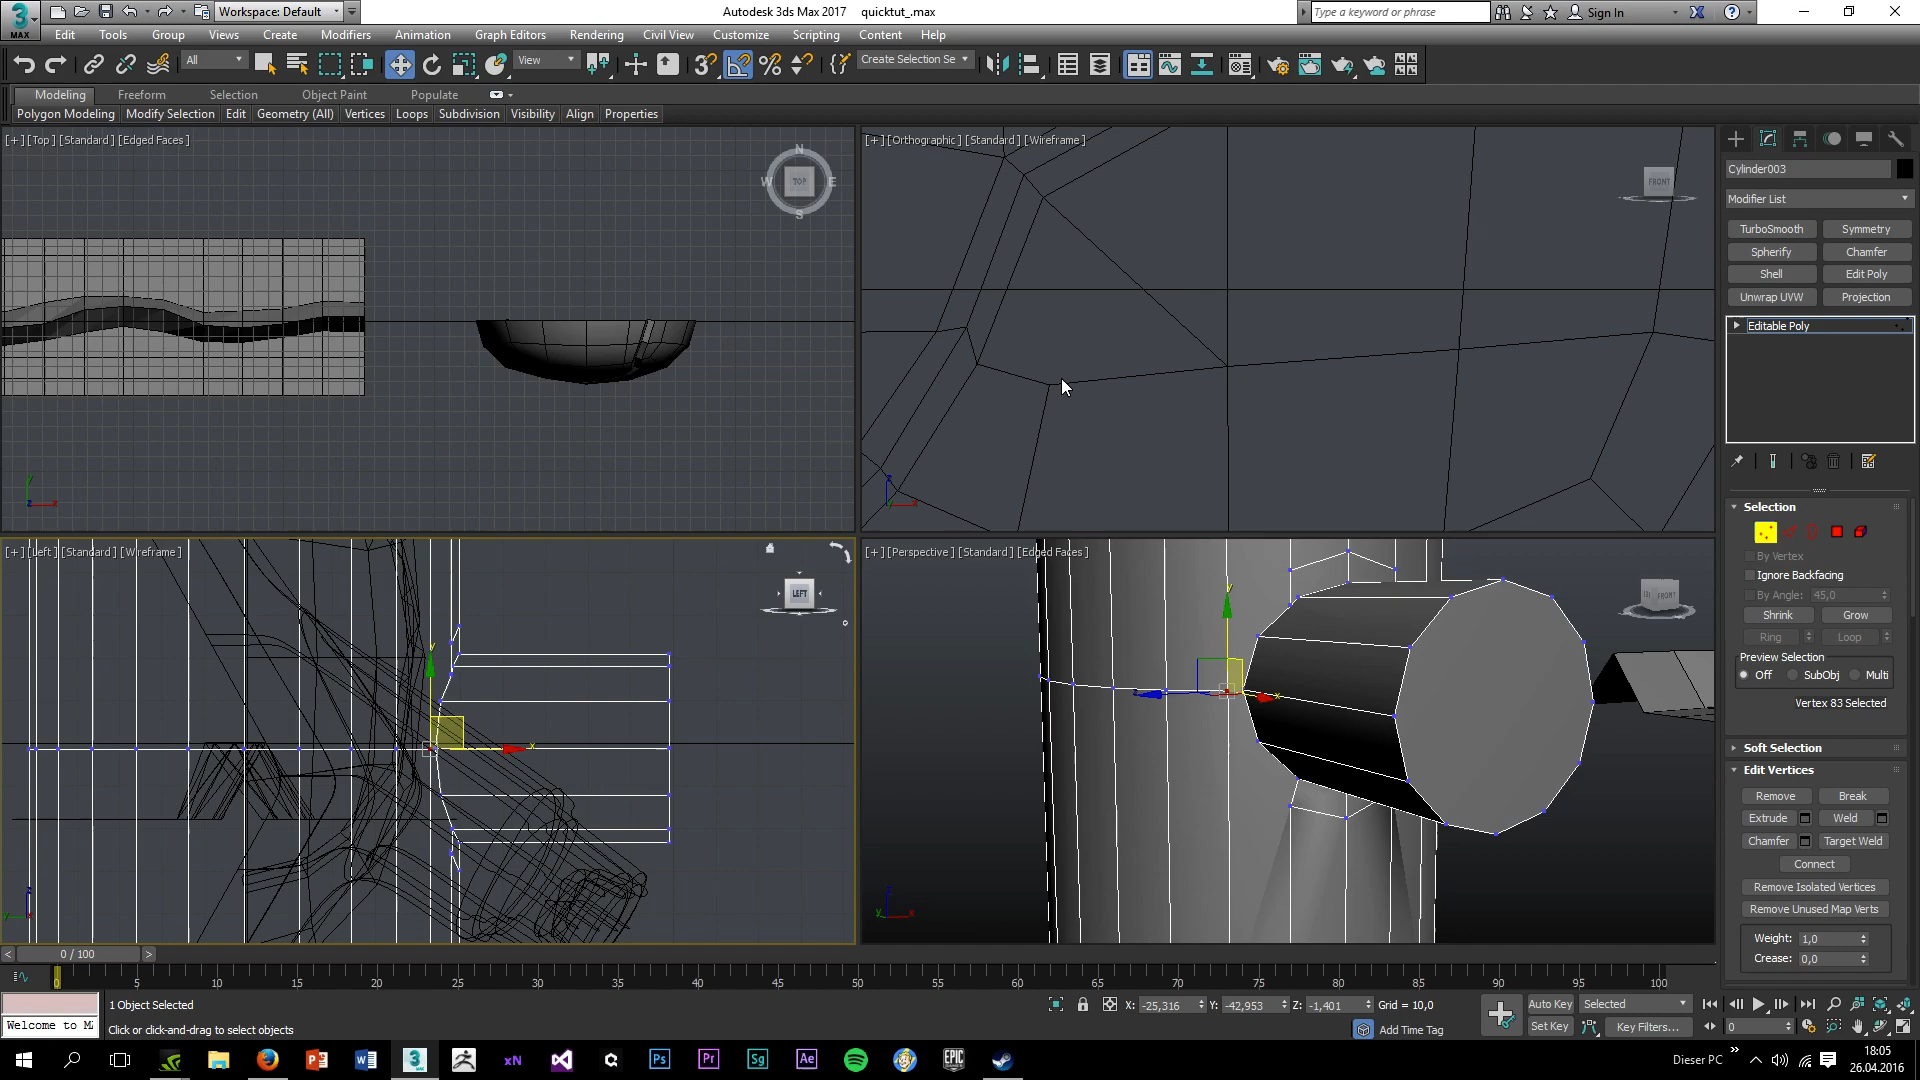 MAX
Workspace: Default
Autodesk 3ds Max 2017    quicktut_.max
Type a keyword or phrase
Sign In
Edit Tools Group Views Create Modifiers Animation Graph Editors Rendering Civil View Customize Scripting Content Help
All
View
Create Selection Se
Modeling Freeform Selection Object Paint Populate
Polygon Modeling Modify Selection Edit Geometry (All) Vertices Loops Subdivision Visibility Align Properties
[+] [Top] [Standard] [Edged Faces]
N
W TOP E
S
[+] [Orthographic] [Standard] [Wireframe]
FRONT
Cylinder003
Modifier List
TurboSmooth Symmetry
Spherify Chamfer
Shell Edit Poly
Unwrap UVW Projection
Editable Poly
Selection
By Vertex
Ignore Backfacing
By Angle: 45,0
Shrink Grow
Ring Loop
Preview Selection
Off SubObj Multi
Vertex 83 Selected
Soft Selection
Edit Vertices
Remove Break
Extrude Weld
Chamfer Target Weld
Connect
Remove Isolated Vertices
Remove Unused Map Verts
Weight: 1,0
Crease: 0,0
[+] [Left] [Standard] [Wireframe]
LEFT
[+] [Perspective] [Standard] [Edged Faces]
FRONT
< 0 / 100 >
0 5 10 15 20 25 30 35 40 45 50 55 60 65 70 75 80 85 90 95 100
1 Object Selected
Welcome to M
Click or click-and-drag to select objects
X: -25,316 Y: -42,953 Z: -1,401 Grid = 10,0
Add Time Tag
Auto Key Selected
Set Key Key Filters...
0
Dieser PC
18:05
26.04.2016